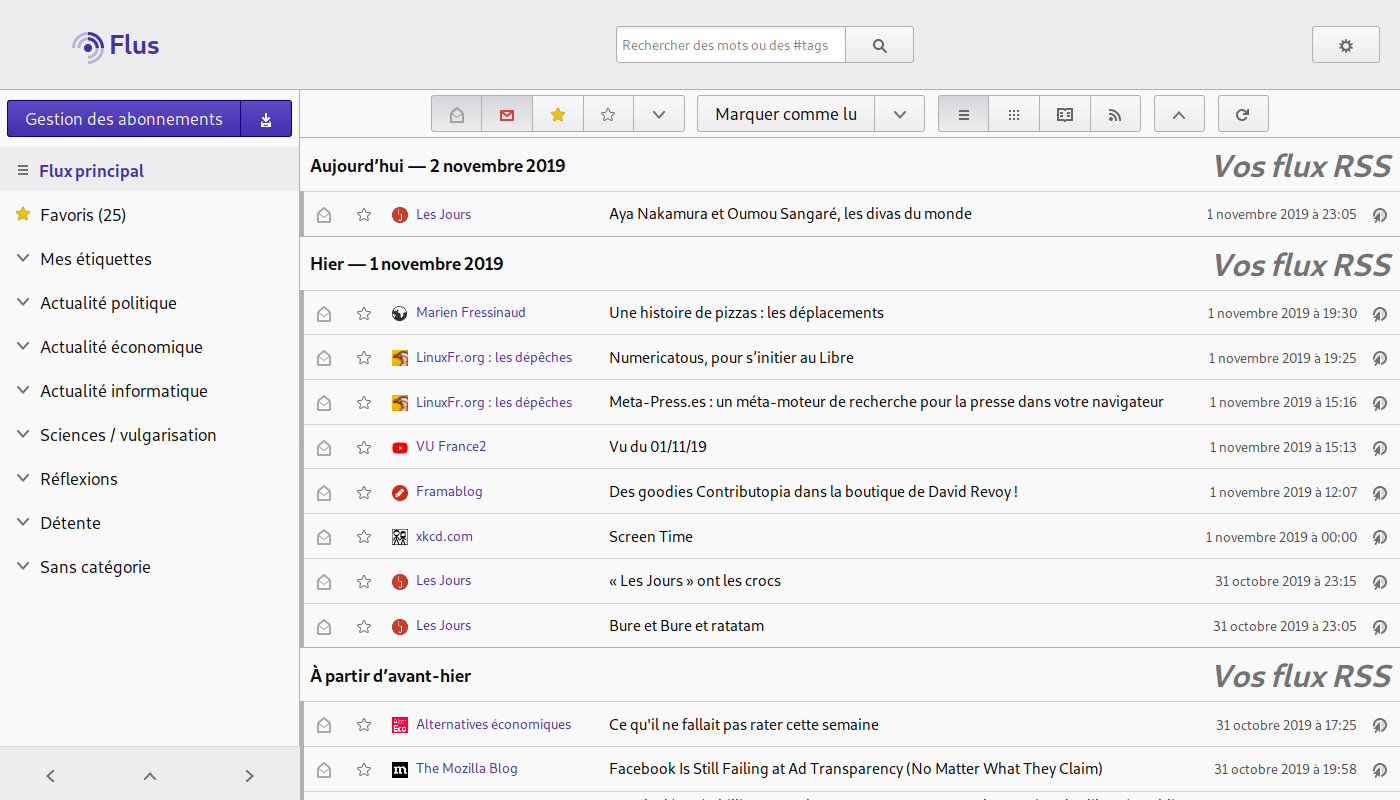 Flus
Rechercher des mots ou des #tags
Gestion des abonnements
Marquer comme lu
Flux principal
Favoris (25)
Mes étiquettes
Actualité politique
Actualité économique
Actualité informatique
Sciences / vulgarisation
Réflexions
Détente
Sans catégorie
Aujourd’hui — 2 novembre 2019 Vos flux RSS
Les Jours Aya Nakamura et Oumou Sangaré, les divas du monde 1 novembre 2019 à 23:05
Hier — 1 novembre 2019 Vos flux RSS
Marien Fressinaud Une histoire de pizzas : les déplacements 1 novembre 2019 à 19:30
LinuxFr.org : les dépêches Numericatous, pour s’initier au Libre 1 novembre 2019 à 19:25
LinuxFr.org : les dépêches Meta-Press.es : un méta-moteur de recherche pour la presse dans votre navigateur 1 novembre 2019 à 15:16
VU France2 Vu du 01/11/19 1 novembre 2019 à 15:13
Framablog Des goodies Contributopia dans la boutique de David Revoy ! 1 novembre 2019 à 12:07
xkcd.com Screen Time 1 novembre 2019 à 00:00
Les Jours « Les Jours » ont les crocs 31 octobre 2019 à 23:15
Les Jours Bure et Bure et ratatam 31 octobre 2019 à 23:05
À partir d’avant-hier Vos flux RSS
Alternatives économiques Ce qu'il ne fallait pas rater cette semaine 31 octobre 2019 à 17:25
The Mozilla Blog Facebook Is Still Failing at Ad Transparency (No Matter What They Claim) 31 octobre 2019 à 19:58